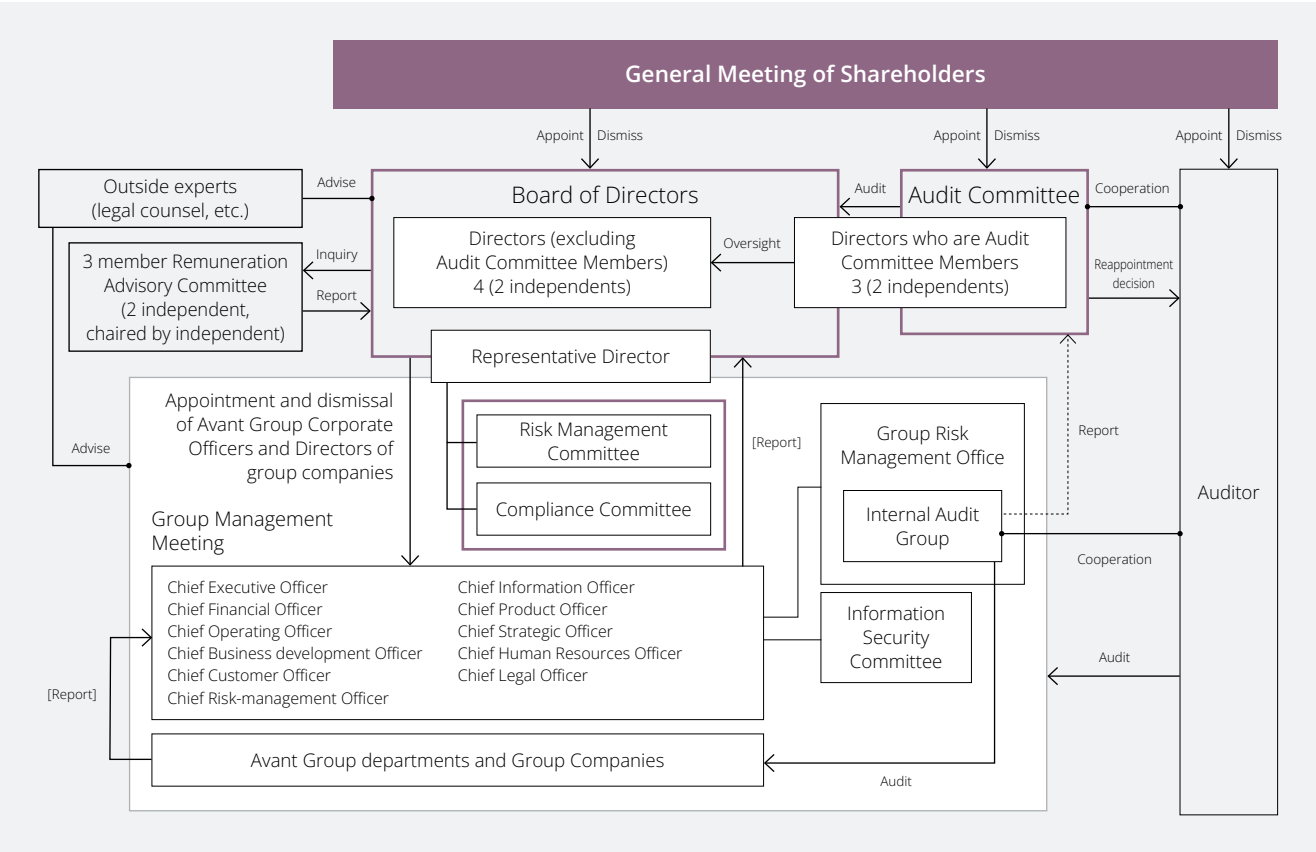 General Meeting of Shareholders
Appoint
Dismiss
Appoint
Dismiss
Appoint
Dismiss
Outside experts
(legal counsel, etc.)
Advise
Board of Directors
Audit
Audit Committee
Cooperation
3 member Remuneration
Advisory Committee
(2 independent,
chaired by independent)
Inquiry
Report
Directors (excluding
Audit Committee Members)
4 (2 independents)
Oversight
Directors who are Audit
Committee Members
3 (2 independents)
Reappointment
decision
Representative Director
Appointment and dismissal
of Avant Group Corporate
Officers and Directors of
group companies
Advise
Risk Management
Committee
Compliance Committee
[Report]
Group Risk
Management Office
Internal Audit
Group
Report
Auditor
Cooperation
Group Management
Meeting
Chief Executive Officer
Chief Financial Officer
Chief Operating Officer
Chief Business development Officer
Chief Customer Officer
Chief Risk-management Officer
Chief Information Officer
Chief Product Officer
Chief Strategic Officer
Chief Human Resources Officer
Chief Legal Officer
Information
Security
Committee
Audit
[Report]
Avant Group departments and Group Companies
Audit